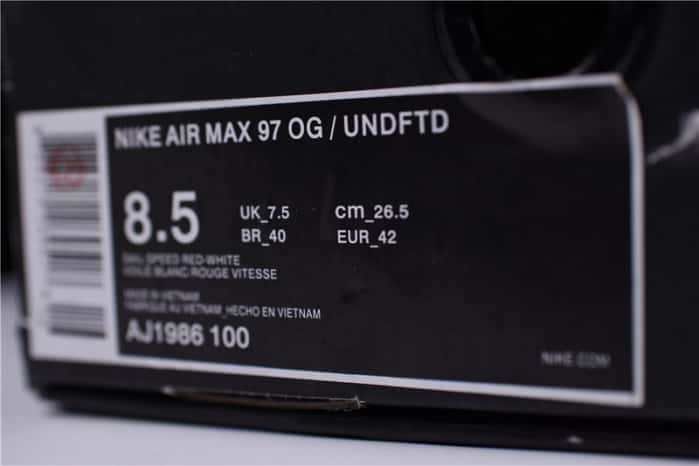 NIKE AIR MAX 97 OG / UNDFTD
8.5
UK_7.5 cm_26.5
BR_40 EUR_42
SAIL/SPEED RED-WHITE
VOILE/BLANC/ROUGE VITESSE
MADE IN VIETNAM
FABRIQUÉ AU VIETNAM_HECHO EN VIETNAM
AJ1986 100
NIKE.COM